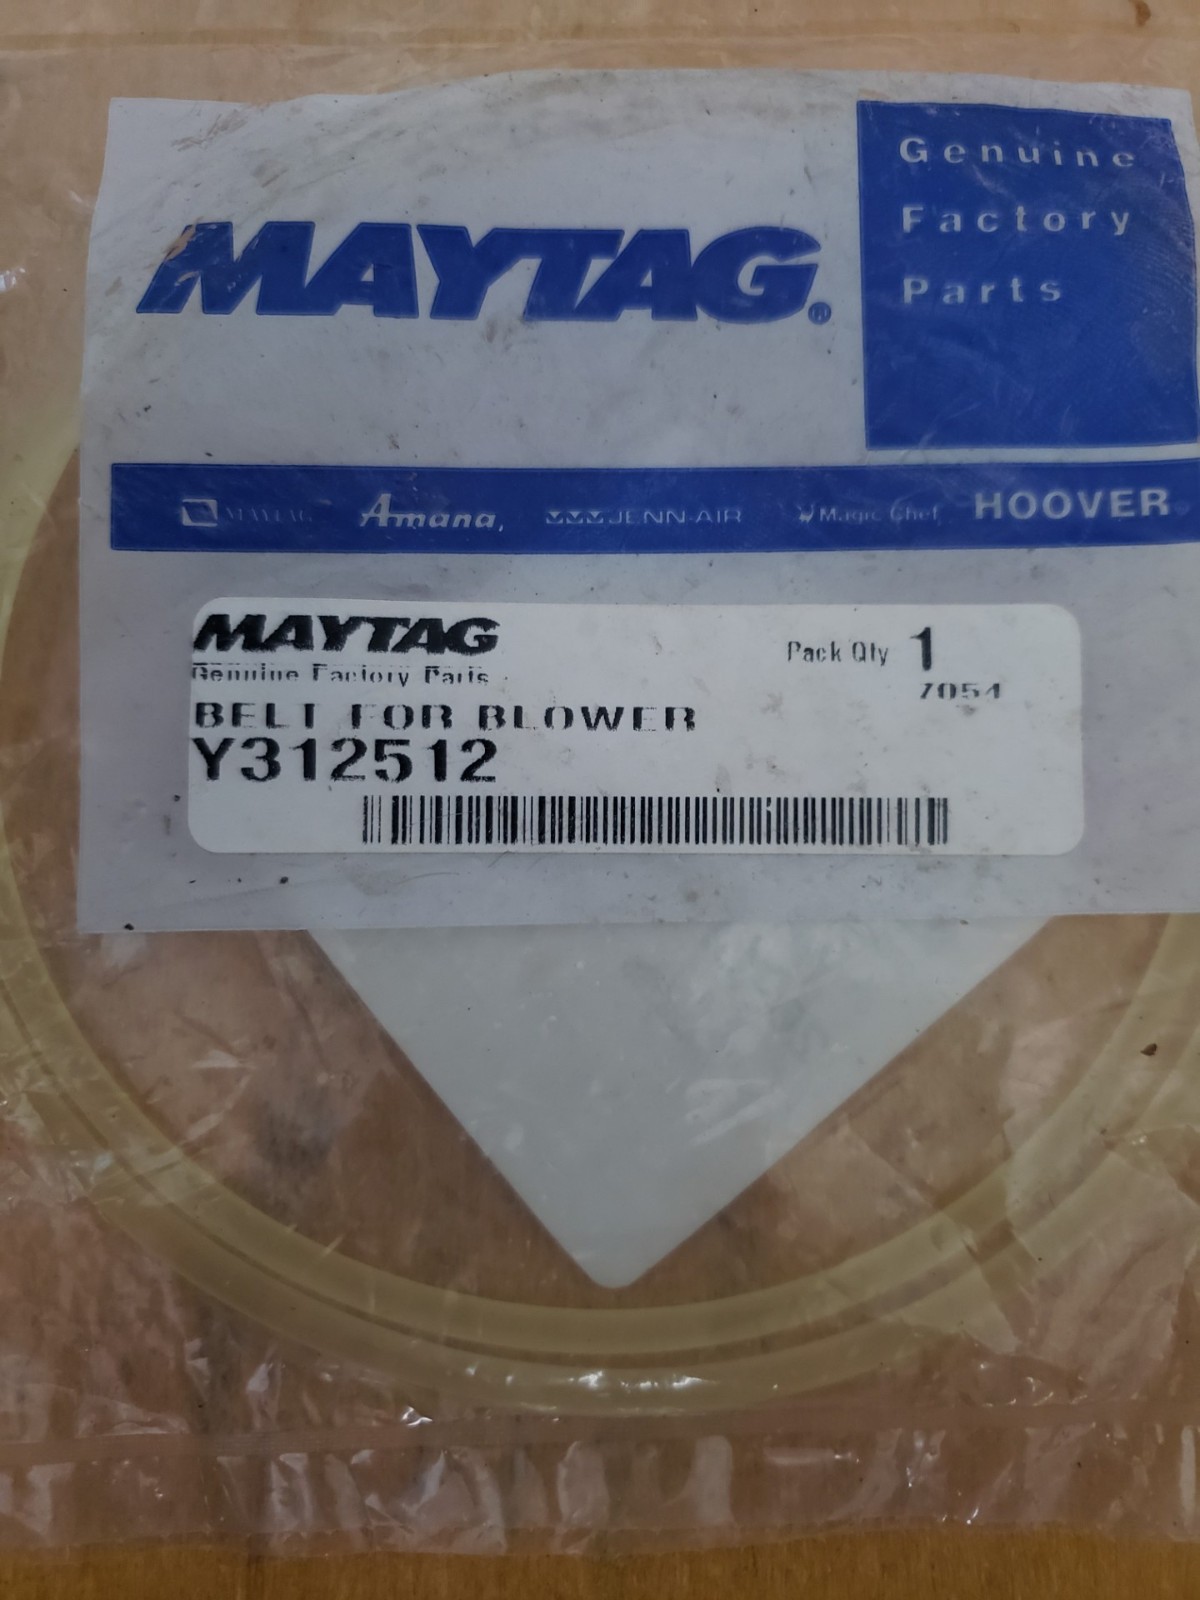 MAYTAG®
Genuine
Factory
Parts
MAYTAG Amana, JENN-AIR Magic Chef HOOVER
MAYTAG
Genuine Factory Parts
Pack Qty 1
7054
BELT FOR BLOWER
Y312512